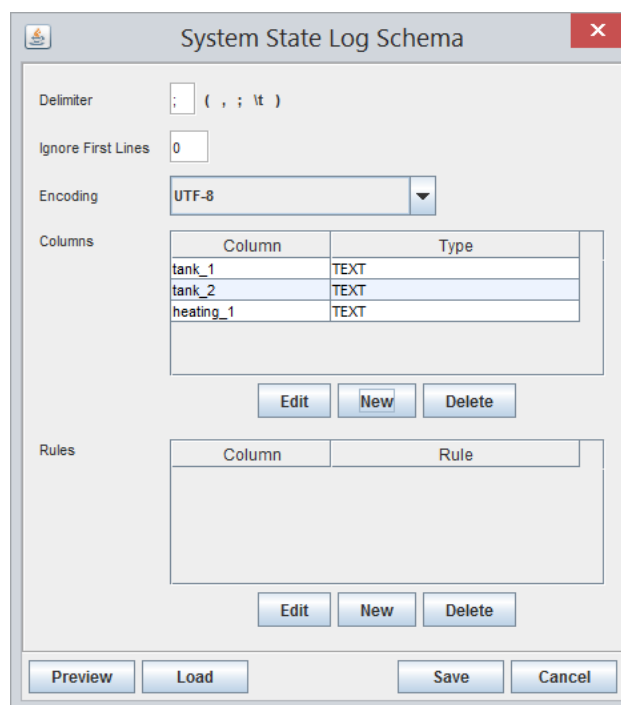 System State Log Schema
Delimiter ; ( , ; \t )
Ignore First Lines 0
Encoding UTF-8
Columns Column Type
tank_1 TEXT
tank_2 TEXT
heating_1 TEXT
Edit New Delete
Rules Column Rule
Edit New Delete
Preview Load Save Cancel